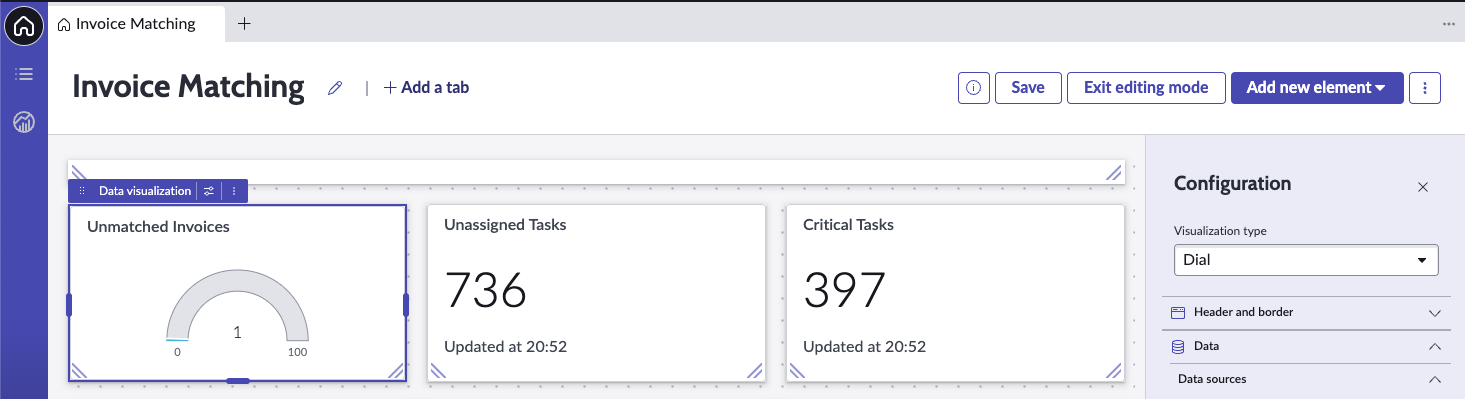 Invoice Matching
Invoice Matching
Add a tab
Save
Exit editing mode
Add new element
Data visualization
Unmatched Invoices
1
0
100
Unassigned Tasks
736
Updated at 20:52
Critical Tasks
397
Updated at 20:52
Configuration
Visualization type
Dial
Header and border
Data
Data sources